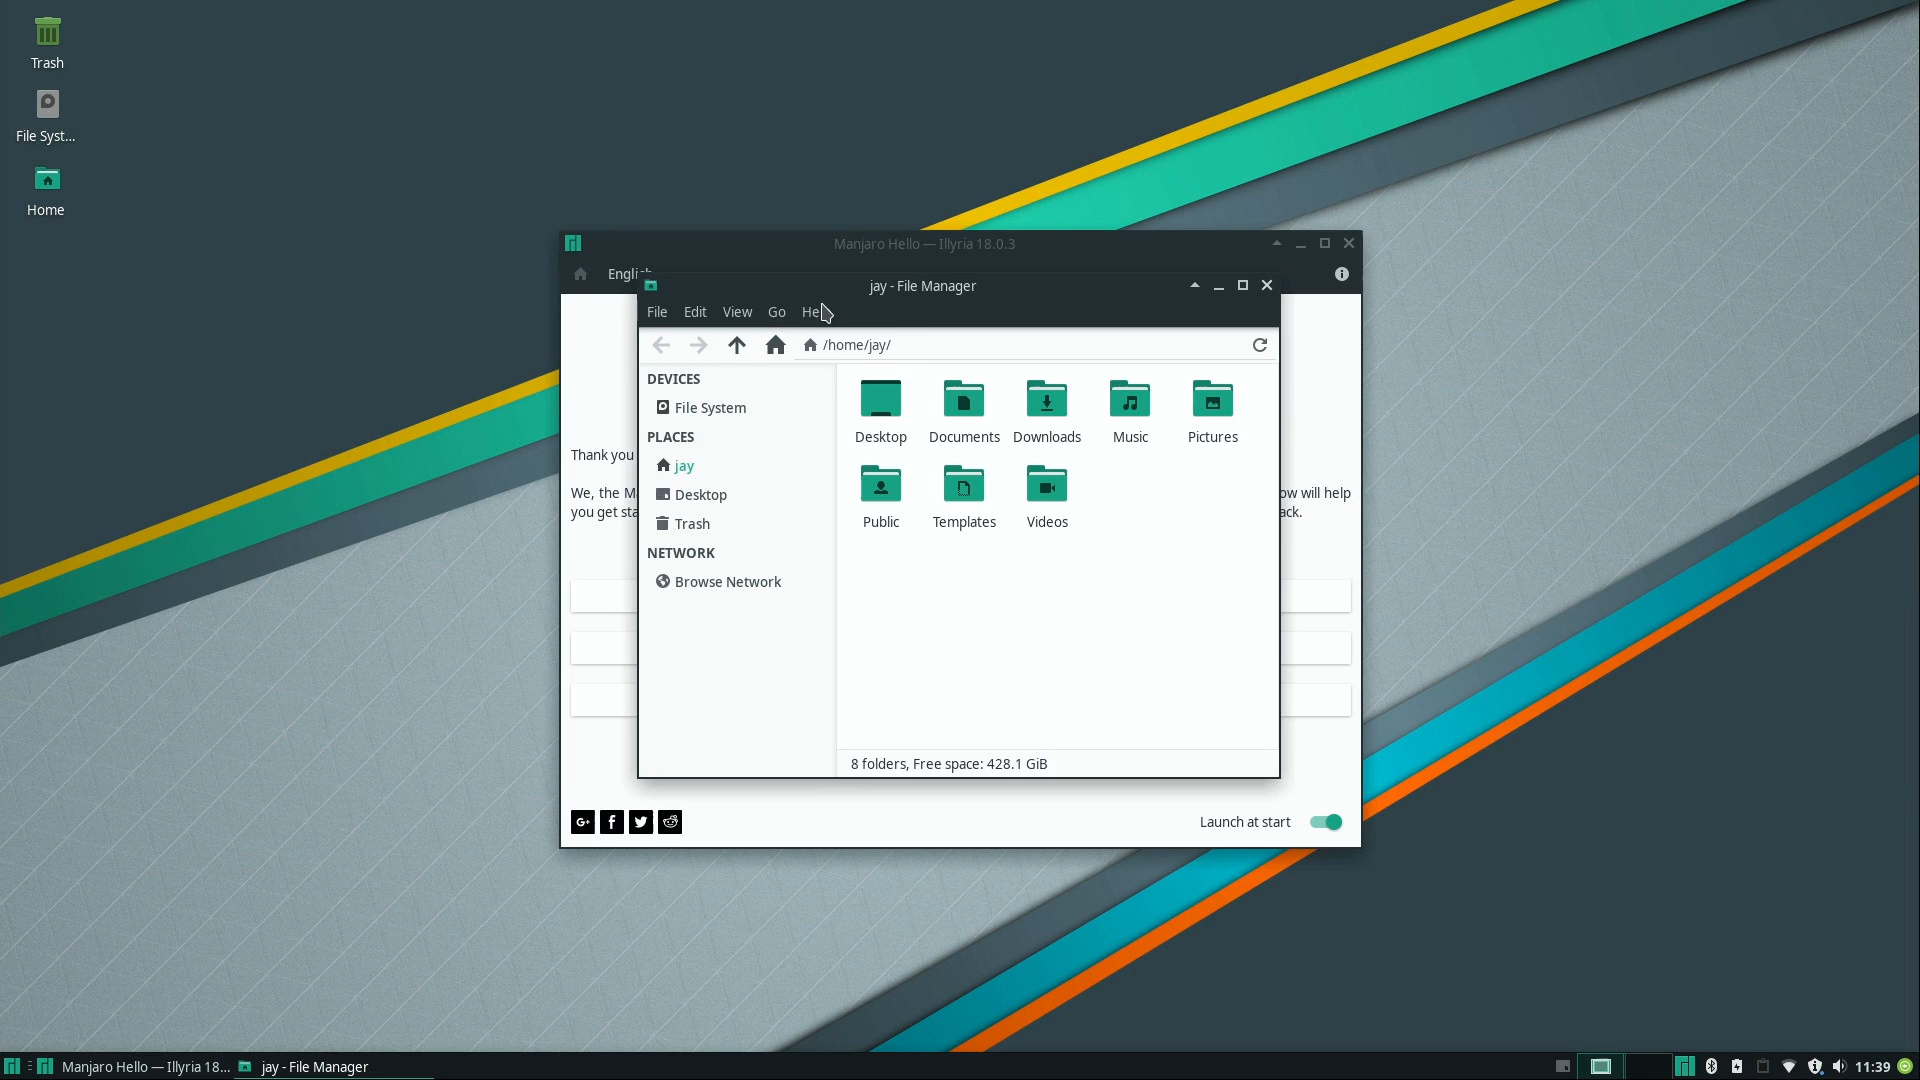 Trash
File Syst...
Home
Manjaro Hello — Illyria 18.0.3
jay - File Manager
File Edit View Go
/home/jay/
DEVICES
File System
PLACES
jay
Desktop
Trash
NETWORK
Browse Network
Desktop Documents Downloads Music Pictures
Public Templates Videos
8 folders, Free space: 428.1 GiB
Thank you
We, the
ow will help
you get
ack.
G+ f
Launch at start
Manjaro Hello — Illyria 18...
jay - File Manager
11:39